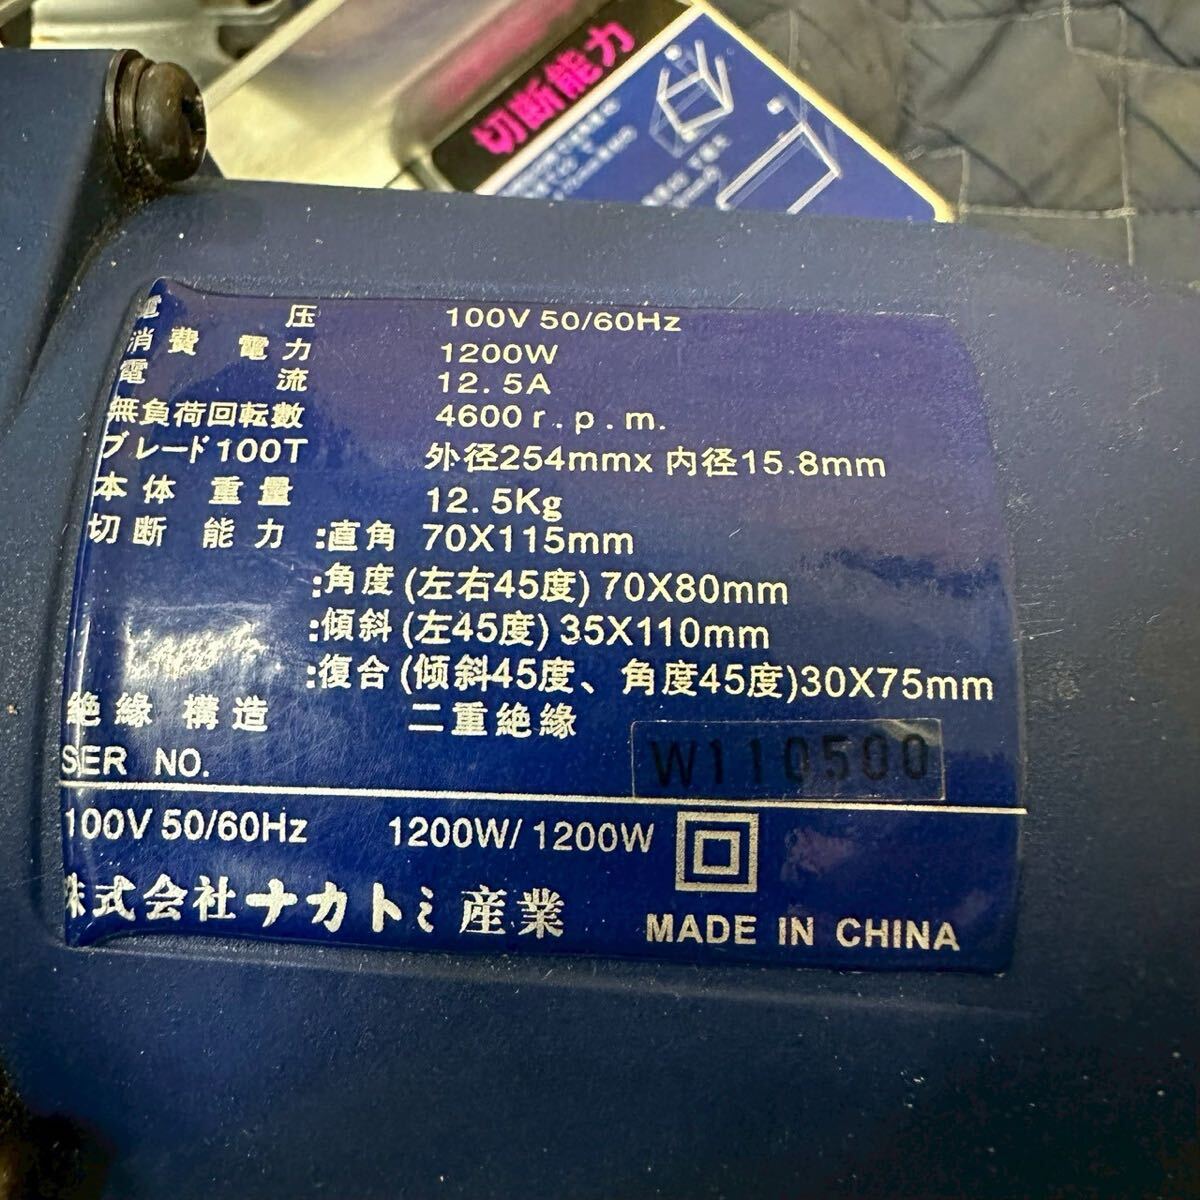 切断能力
電 圧 100V 50/60Hz
消費 電力 1200W
電 流 12.5A
無負荷回転数 4600 r.p.m.
ブレード100T 外径254mmx 内径15.8mm
本体 重量 12.5Kg
切断 能力 :直角 70X115mm
:角度 (左右45度) 70X80mm
:傾斜 (左45度) 35X110mm
:復合 (傾斜45度、角度45度)30X75mm
絶縁 構造 二重絶縁
SER NO. W110500
100V 50/60Hz 1200W/ 1200W
株式会社ナカトミ産業 MADE IN CHINA